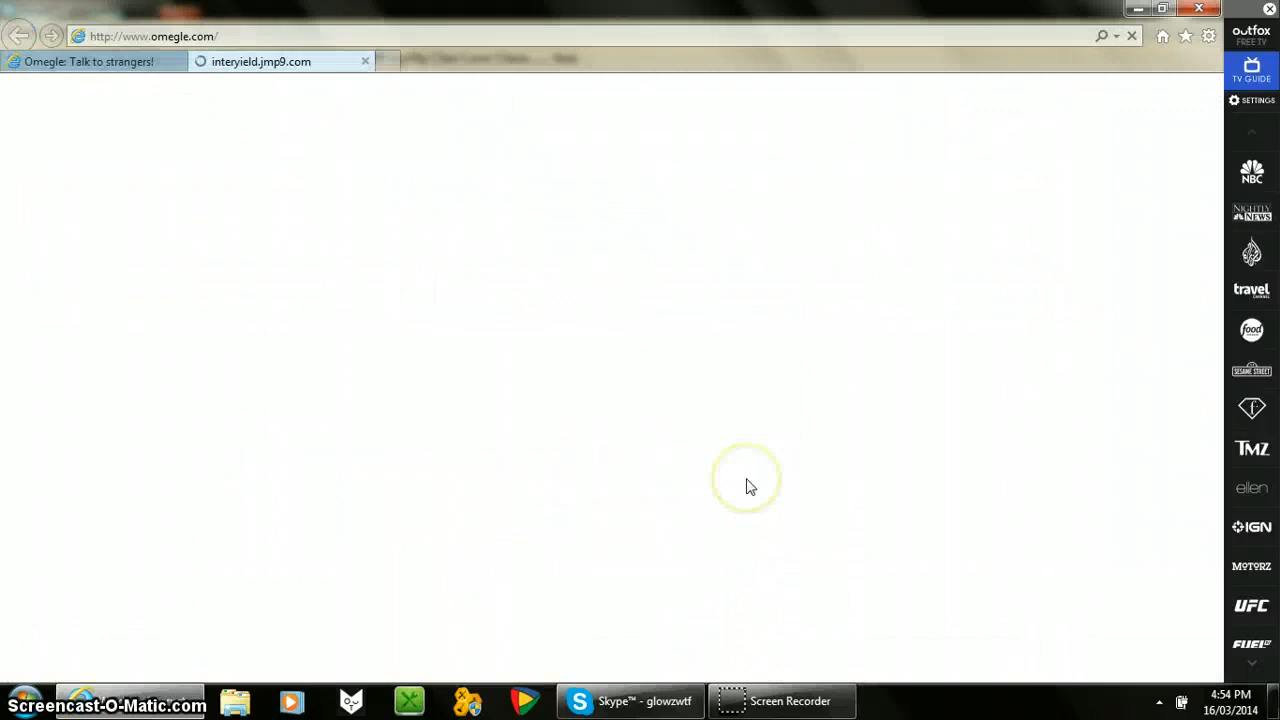 http://www.omegle.com/
Omegle: Talk to strangers!
interyield.jmp9.com
outfox
FREE TV
TV GUIDE
SETTINGS
NBC
NIGHTLY
NEWS
travel
CHANNEL
food
SESAME STREET
f
TMZ
ellen
IGN
MOTORZ
UFC
FUEL TV
Skype™ - glowzwtf
Screen Recorder
4:54 PM
16/03/2014
Screencast-O-Matic.com